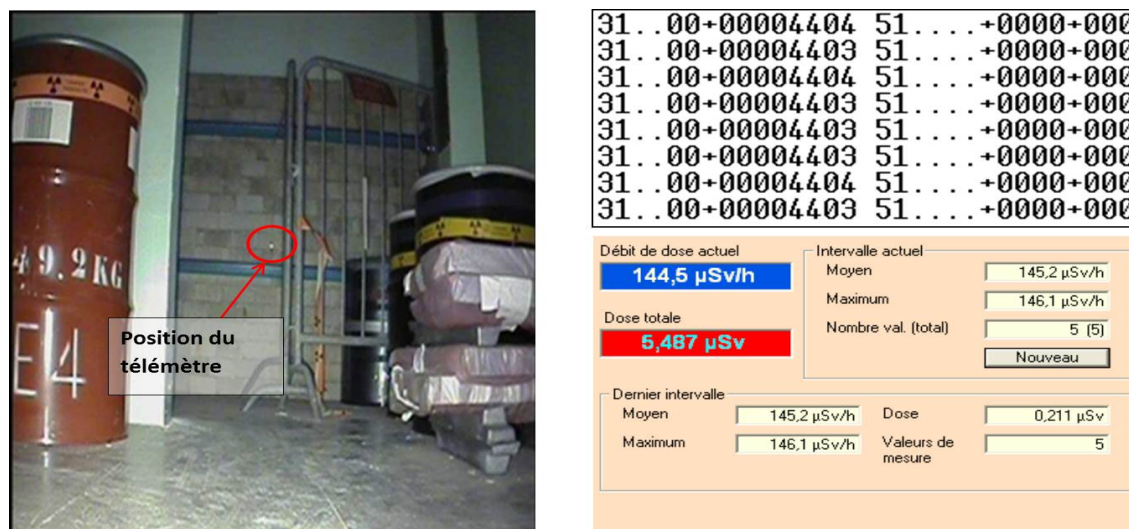 49.2KG
E4
Position du
télémètre
31..00+00004404 51....+0000+000
31..00+00004403 51....+0000+000
31..00+00004404 51....+0000+000
31..00+00004403 51....+0000+000
31..00+00004403 51....+0000+000
31..00+00004403 51....+0000+000
31..00+00004404 51....+0000+000
31..00+00004403 51....+0000+000
Débit de dose actuel
144,5 µSv/h
Dose totale
5,487 µSv
Intervalle actuel
Moyen 145,2 µSv/h
Maximum 146,1 µSv/h
Nombre val. (total) 5 (5)
Nouveau
Dernier intervalle
Moyen 145,2 µSv/h Dose 0,211 µSv
Maximum 146,1 µSv/h Valeurs de
mesure 5